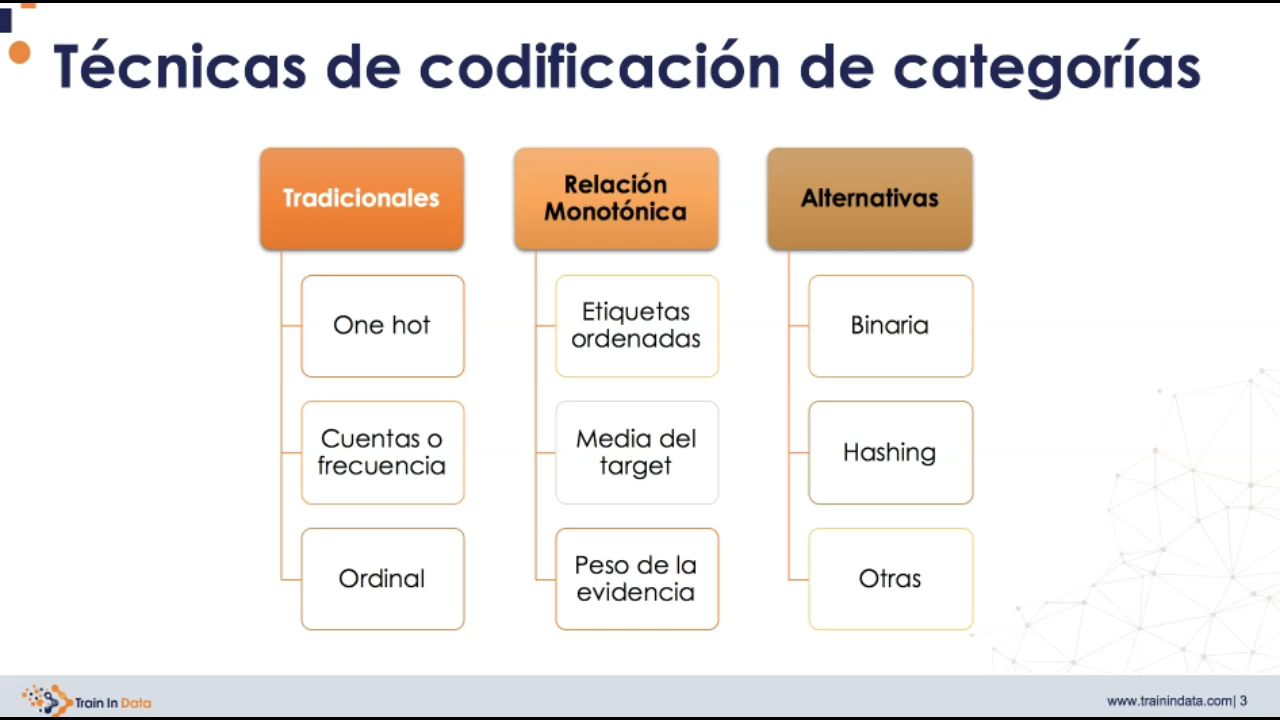 Técnicas de codificación de categorías
Tradicionales
One hot
Cuentas o
frecuencia
Ordinal
Relación
Monotónica
Etiquetas
ordenadas
Media del
target
Peso de la
evidencia
Alternativas
Binaria
Hashing
Otras
Train In Data
www.trainindata.com| 3